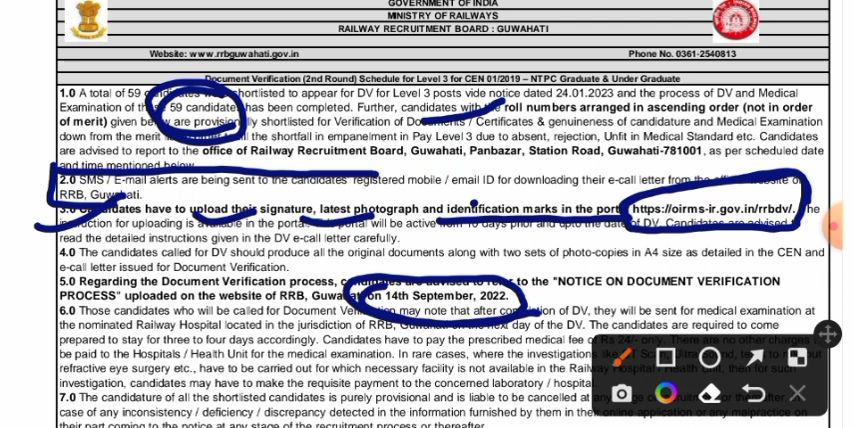 GOVERNMENT OF INDIA
MINISTRY OF RAILWAYS
RAILWAY RECRUITMENT BOARD : GUWAHATI
Website: www.rrbguwahati.gov.in Phone No. 0361-2540813
Document Verification (2nd Round) Schedule for Level 3 for CEN 01/2019 – NTPC Graduate & Under Graduate
1.0 A total of 59 candidates shortlisted to appear for DV for Level 3 posts vide notice dated 24.01.2023 and the process of DV and Medical
Examination of these 59 candidates has been completed. Further, candidates with the roll numbers arranged in ascending order (not in order
of merit) given below are provisionally shortlisted for Verification of Documents / Certificates & genuineness of candidature and Medical Examination
down from the merit the shortfall in empanelment in Pay Level 3 due to absent, rejection, Unfit in Medical Standard etc. Candidates
are advised to report to the office of Railway Recruitment Board, Guwahati, Panbazar, Station Road, Guwahati-781001, as per scheduled date
and time mentioned below.
2.0 SMS / E-mail alerts are being sent to the candidates' registered mobile / email ID for downloading their e-call letter from the
RRB, Guwahati.
3.0 Candidates have to upload their signature, latest photograph and identification marks in the portal https://oirms-ir.gov.in/rrbdv/. The
for uploading is available in the portal. portal will be active from 10 days prior and upto the date of DV. Candidates are advised
read the detailed instructions given in the DV e-call letter carefully.
4.0 The candidates called for DV should produce all the original documents along with two sets of photo-copies in A4 size as detailed in the CEN and
e-call letter issued for Document Verification.
5.0 Regarding the Document Verification process, candidates are advised to refer to the "NOTICE ON DOCUMENT VERIFICATION
PROCESS" uploaded on the website of RRB, Guwahati on 14th September, 2022.
6.0 Those candidates who will be called for Document Verification may note that after completion of DV, they will be sent for medical examination at
the nominated Railway Hospital located in the jurisdiction of RRB, Guwahati on the next day of the DV. The candidates are required to come
prepared to stay for three to four days accordingly. Candidates have to pay the prescribed medical fee of Rs 24/- only. There are no other charges
be paid to the Hospitals / Health Unit for the medical examination. In rare cases, where the investigations like
refractive eye surgery etc., have to be carried out for which necessary facility is not available in the Railway
investigation, candidates may have to make the requisite payment to the concerned laboratory / hospital.
7.0 The candidature of all the shortlisted candidates is purely provisional and is liable to be cancelled at any
case of any inconsistency / deficiency / discrepancy detected in the information furnished by them in their online application or any malpractice on
their part coming to the notice at any stage of the recruitment process or thereafter.